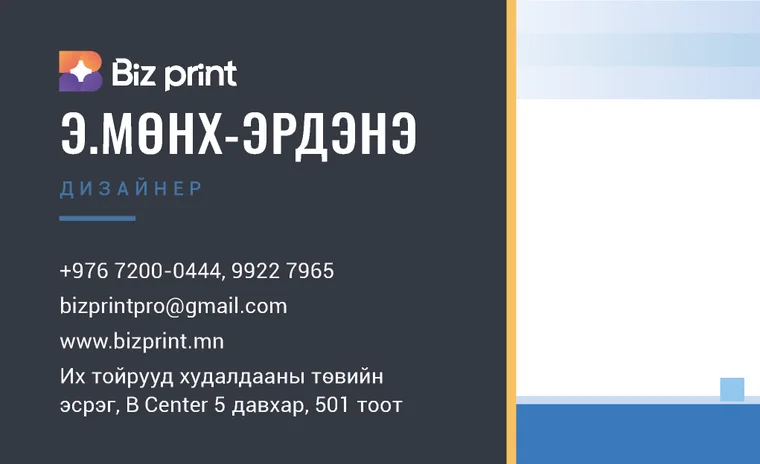 Biz print
Э.МӨНХ-ЭРДЭНЭ
ДИЗАЙНЕР
+976 7200-0444, 9922 7965
bizprintpro@gmail.com
www.bizprint.mn
Их тойрууд худалдааны төвийн
эсрэг, B Center 5 давхар, 501 тоот